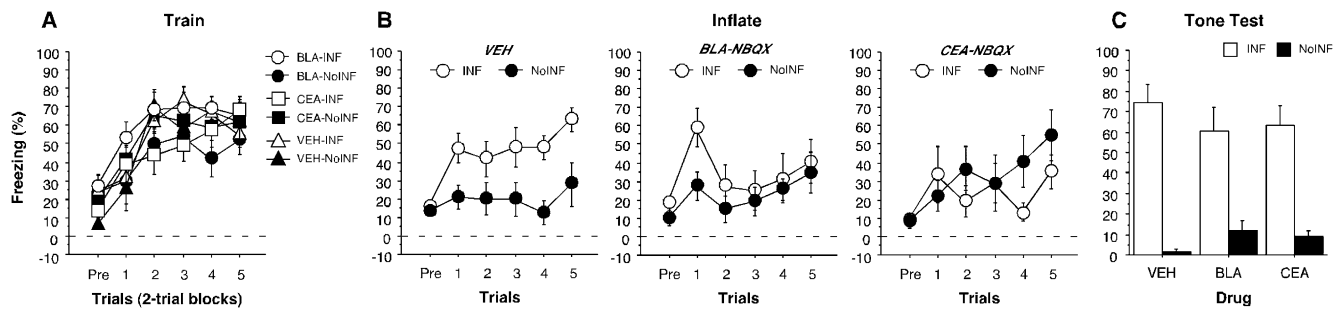 A Train
Freezing (%)
100
90
80
70
60
50
40
30
20
10
0
-10
Pre 1 2 3 4 5
Trials (2-trial blocks)
BLA-INF
BLA-NoINF
CEA-INF
CEA-NoINF
VEH-INF
VEH-NoINF
B Inflate
VEH
INF NoINF
100
90
80
70
60
50
40
30
20
10
0
-10
Pre 1 2 3 4 5
Trials
BLA-NBQX
INF NoINF
100
90
80
70
60
50
40
30
20
10
0
-10
Pre 1 2 3 4 5
Trials
CEA-NBQX
INF NoINF
100
90
80
70
60
50
40
30
20
10
0
-10
Pre 1 2 3 4 5
Trials
C Tone Test
INF NoINF
100
90
80
70
60
50
40
30
20
10
0
VEH BLA CEA
Drug